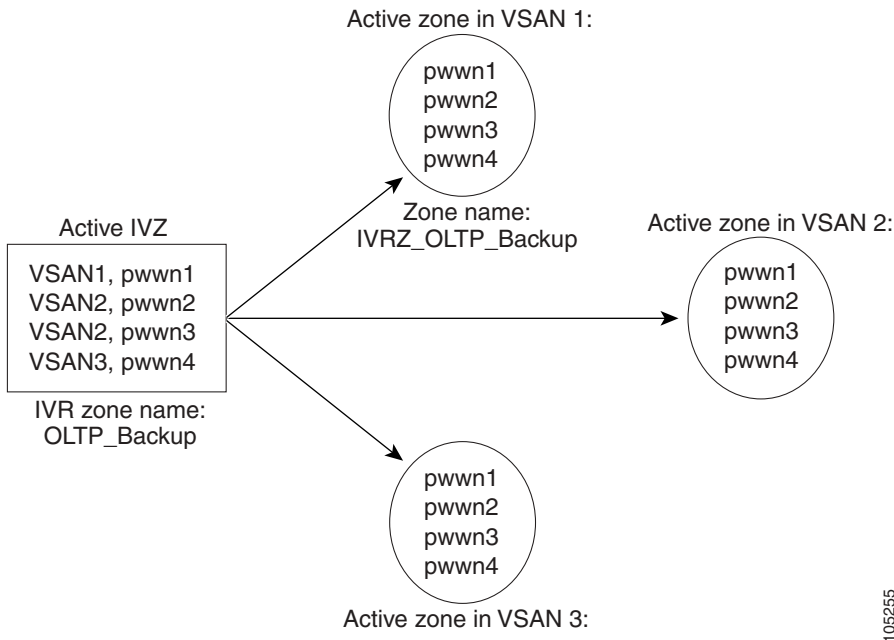 Active zone in VSAN 1:
pwwn1
pwwn2
pwwn3
pwwn4
Zone name:
IVRZ_OLTP_Backup
Active IVZ
VSAN1, pwwn1
VSAN2, pwwn2
VSAN2, pwwn3
VSAN3, pwwn4
IVR zone name:
OLTP_Backup
Active zone in VSAN 2:
pwwn1
pwwn2
pwwn3
pwwn4
pwwn1
pwwn2
pwwn3
pwwn4
Active zone in VSAN 3:
105255